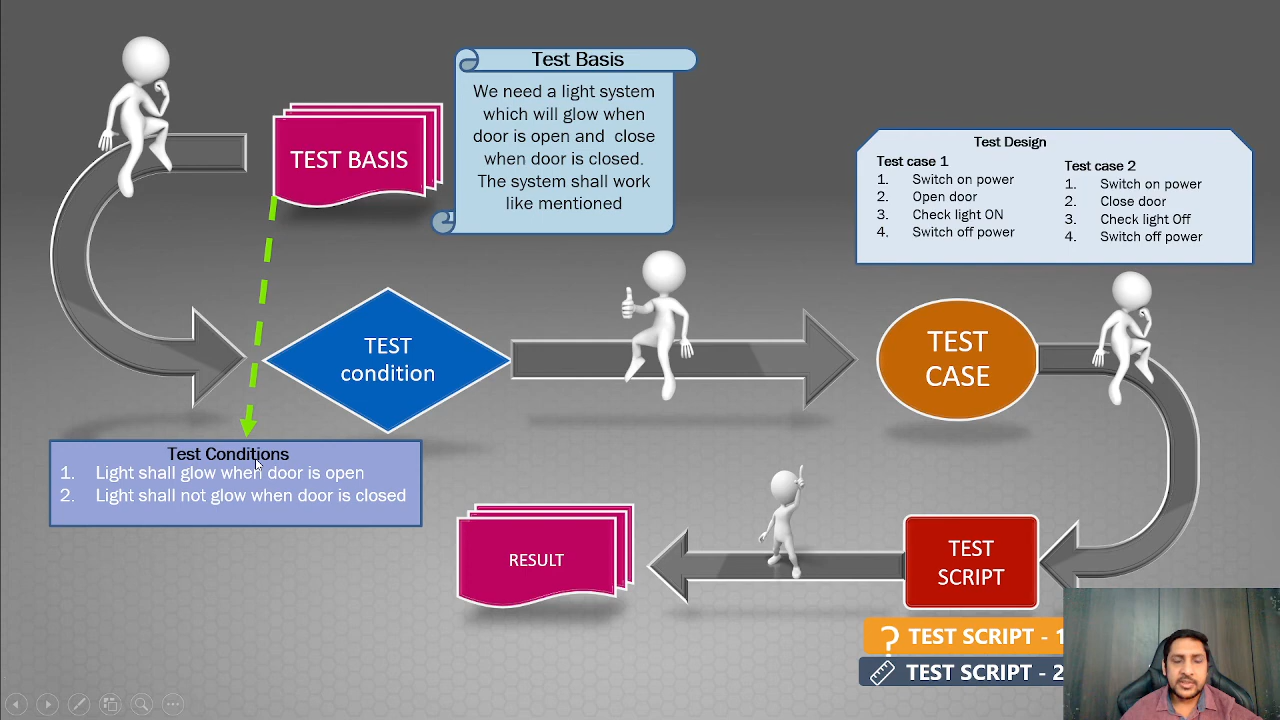 Test Basis
We need a light system
which will glow when
door is open and close
when door is closed.
The system shall work
like mentioned
TEST BASIS
Test Design
Test case 1
1. Switch on power
2. Open door
3. Check light ON
4. Switch off power
Test case 2
1. Switch on power
2. Close door
3. Check light Off
4. Switch off power
TEST
condition
TEST
CASE
Test Conditions
1. Light shall glow when door is open
2. Light shall not glow when door is closed
RESULT
TEST
SCRIPT
? TEST SCRIPT - 1
TEST SCRIPT - 2